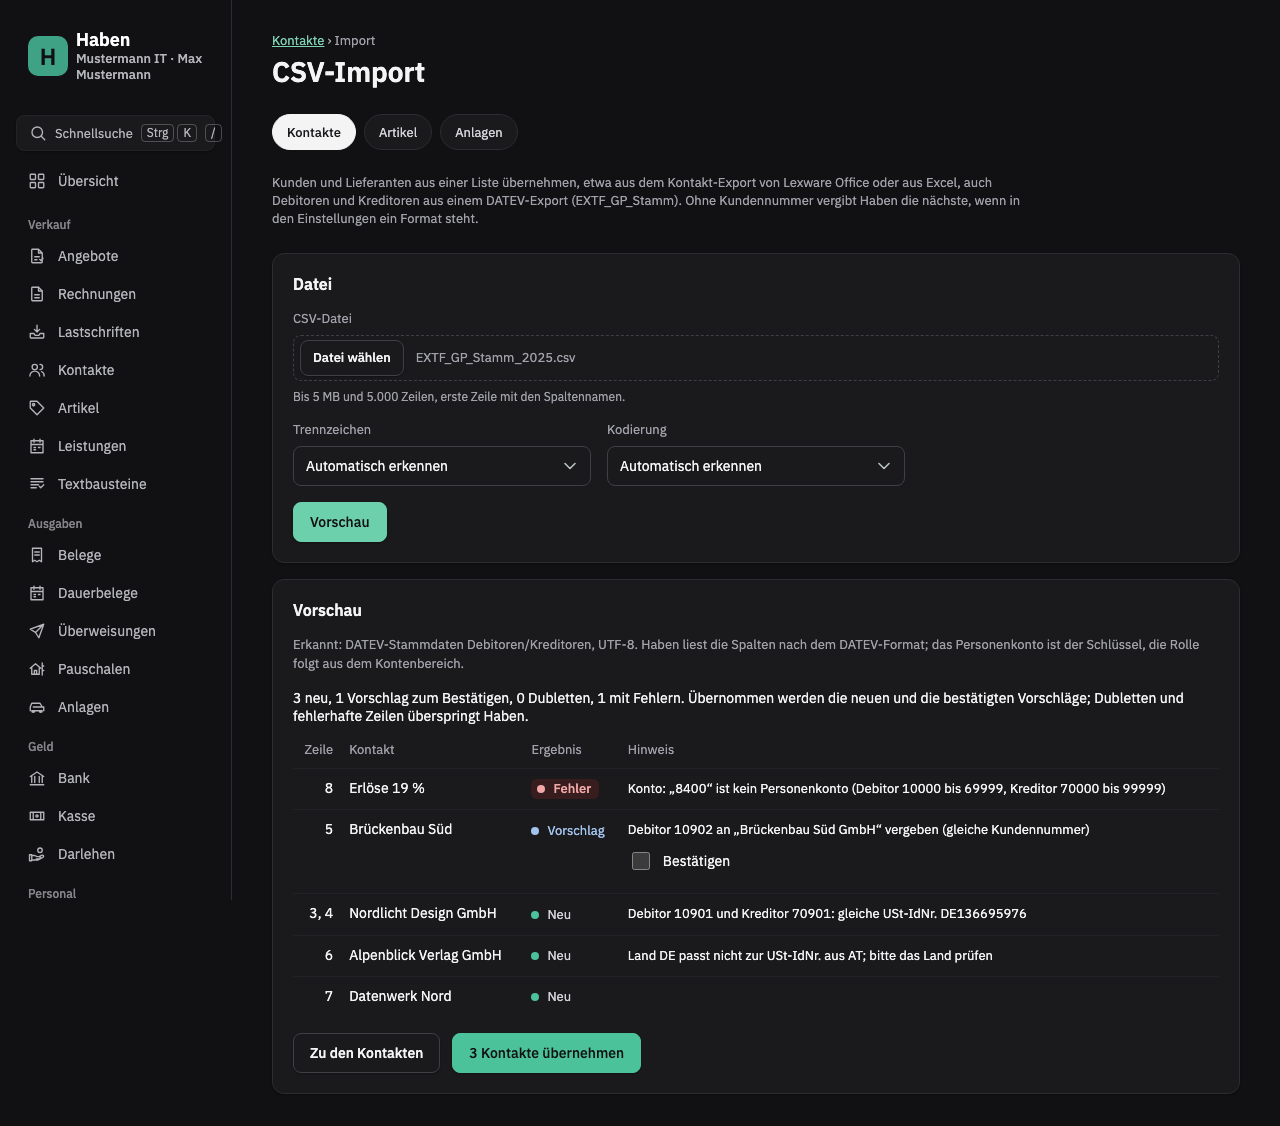 H
Haben
Mustermann IT · Max
Mustermann
Schnellsuche Strg K /
Übersicht
Verkauf
Angebote
Rechnungen
Lastschriften
Kontakte
Artikel
Leistungen
Textbausteine
Ausgaben
Belege
Dauerbelege
Überweisungen
Pauschalen
Anlagen
Geld
Bank
Kasse
Darlehen
Personal
Kontakte › Import
CSV-Import
Kontakte Artikel Anlagen
Kunden und Lieferanten aus einer Liste übernehmen, etwa aus dem Kontakt-Export von Lexware Office oder aus Excel, auch
Debitoren und Kreditoren aus einem DATEV-Export (EXTF_GP_Stamm). Ohne Kundennummer vergibt Haben die nächste, wenn in
den Einstellungen ein Format steht.
Datei
CSV-Datei
Datei wählen EXTF_GP_Stamm_2025.csv
Bis 5 MB und 5.000 Zeilen, erste Zeile mit den Spaltennamen.
Trennzeichen Kodierung
Automatisch erkennen Automatisch erkennen
Vorschau
Vorschau
Erkannt: DATEV-Stammdaten Debitoren/Kreditoren, UTF-8. Haben liest die Spalten nach dem DATEV-Format; das Personenkonto ist der Schlüssel, die Rolle
folgt aus dem Kontenbereich.
3 neu, 1 Vorschlag zum Bestätigen, 0 Dubletten, 1 mit Fehlern. Übernommen werden die neuen und die bestätigten Vorschläge; Dubletten und
fehlerhafte Zeilen überspringt Haben.
Zeile Kontakt Ergebnis Hinweis
8 Erlöse 19 % Fehler Konto: „8400“ ist kein Personenkonto (Debitor 10000 bis 69999, Kreditor 70000 bis 99999)
5 Brückenbau Süd Vorschlag Debitor 10902 an „Brückenbau Süd GmbH“ vergeben (gleiche Kundennummer)
Bestätigen
3, 4 Nordlicht Design GmbH Neu Debitor 10901 und Kreditor 70901: gleiche USt-IdNr. DE136695976
6 Alpenblick Verlag GmbH Neu Land DE passt nicht zur USt-IdNr. aus AT; bitte das Land prüfen
7 Datenwerk Nord Neu
Zu den Kontakten 3 Kontakte übernehmen